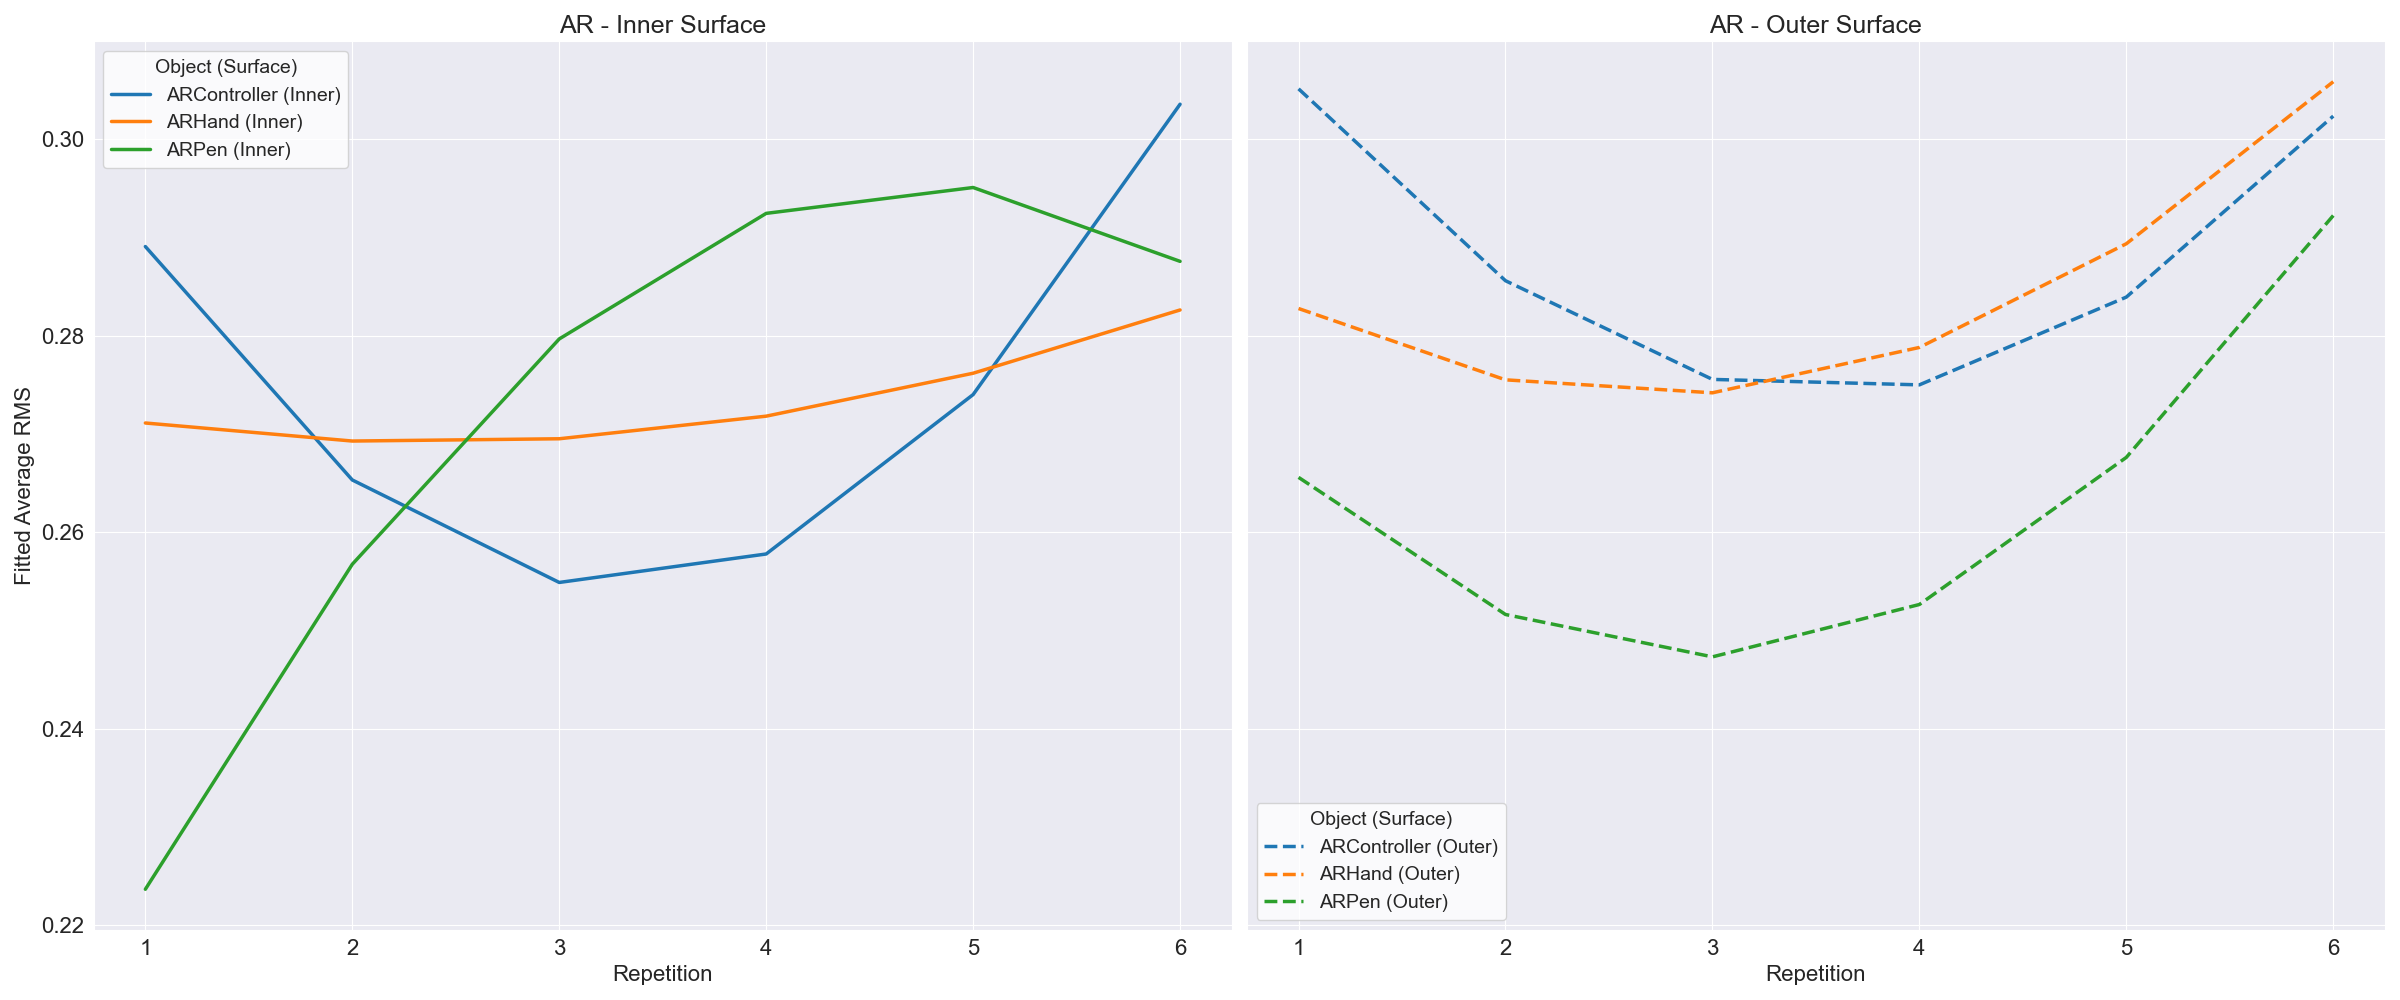 AR - Inner Surface
Object (Surface)
ARController (Inner)
ARHand (Inner)
ARPen (Inner)
Fitted Average RMS
0.30
0.28
0.26
0.24
0.22
1 2 3 4 5 6
Repetition
AR - Outer Surface
Object (Surface)
ARController (Outer)
ARHand (Outer)
ARPen (Outer)
1 2 3 4 5 6
Repetition